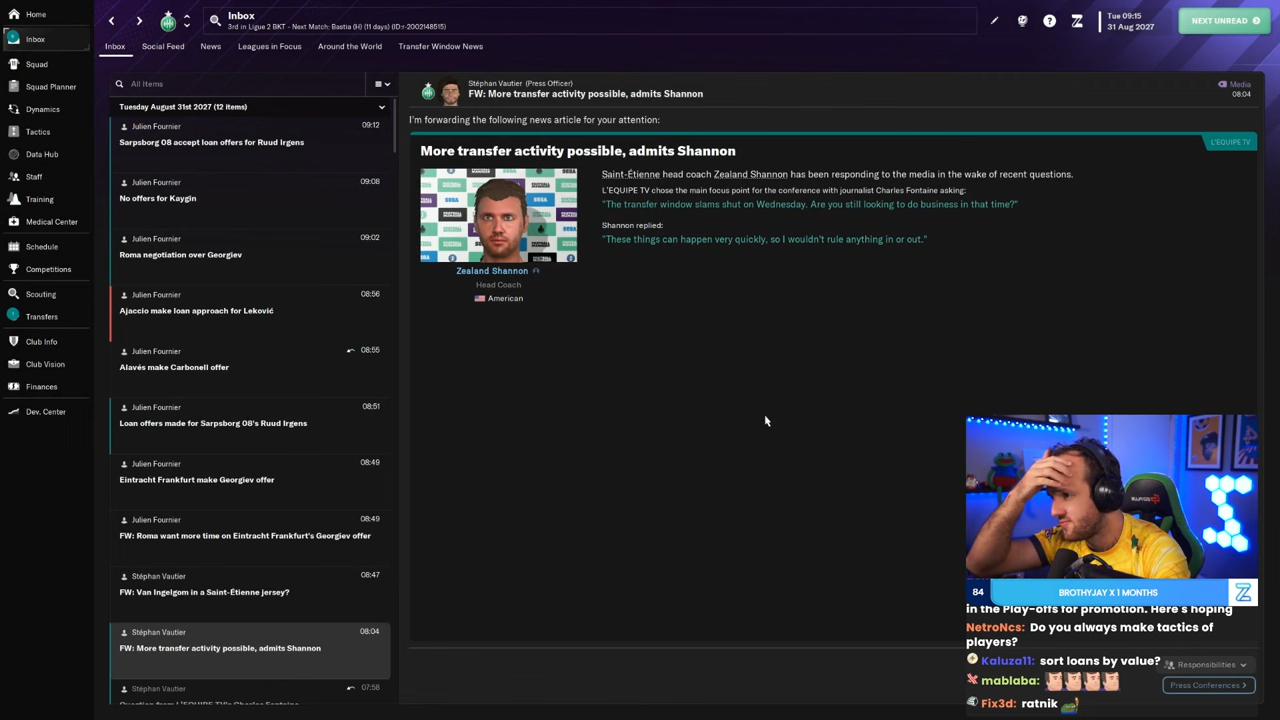 Home
Inbox
Squad
Squad Planner
Dynamics
Tactics
Data Hub
Staff
Training
Medical Center
Schedule
Competitions
Scouting
Transfers
Club Info
Club Vision
Finances
Dev. Center
Inbox
3rd in Ligue 2 BKT - Next Match: Bastia (H) (11 days) (ID:r-2002148515)
Tue 09:15
31 Aug 2027
NEXT UNREAD
Inbox
Social Feed
News
Leagues in Focus
Around the World
Transfer Window News
All Items
Tuesday August 31st 2027 (12 items)
Julien Fournier 09:12
Sarpsborg 08 accept loan offers for Ruud Irgens
Julien Fournier 09:08
No offers for Kaygin
Julien Fournier 09:02
Roma negotiation over Georgiev
Julien Fournier 08:56
Ajaccio make loan approach for Leković
Julien Fournier 08:55
Alavés make Carbonell offer
Julien Fournier 08:51
Loan offers made for Sarpsborg 08's Ruud Irgens
Julien Fournier 08:49
Eintracht Frankfurt make Georgiev offer
Julien Fournier 08:49
FW: Roma want more time on Eintracht Frankfurt's Georgiev offer
Stéphan Vautier 08:47
FW: Van Ingelgom in a Saint-Étienne jersey?
Stéphan Vautier 08:04
FW: More transfer activity possible, admits Shannon
Stéphan Vautier 07:58
Question from L'EQUIPE TV's Charles Fontaine
Stéphan Vautier (Press Officer)
FW: More transfer activity possible, admits Shannon
Media
08:04
I'm forwarding the following news article for your attention:
More transfer activity possible, admits Shannon
L'EQUIPE TV
Saint-Étienne head coach Zealand Shannon has been responding to the media in the wake of recent questions.
L'EQUIPE TV chose the main focus point for the conference with journalist Charles Fontaine asking:
"The transfer window slams shut on Wednesday. Are you still looking to do business in that time?"
Shannon replied:
"These things can happen very quickly, so I wouldn't rule anything in or out."
SEGA
Zealand Shannon
Head Coach
American
84 BROTHYJAY X 1 MONTHS
in the Play-offs for promotion. Here's hoping
NetroNcs: Do you always make tactics of
players?
Kaluza11: sort loans by value?
mablaba:
Fix3d: ratnik
Responsibilities
Press Conferences